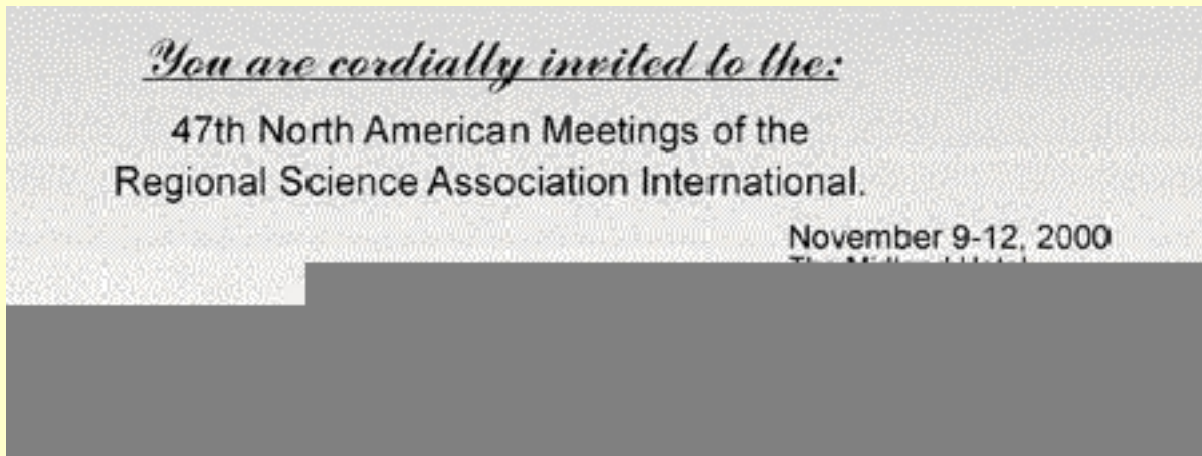 You are cordially invited to the:
47th North American Meetings of the
Regional Science Association International.
November 9-12, 2000